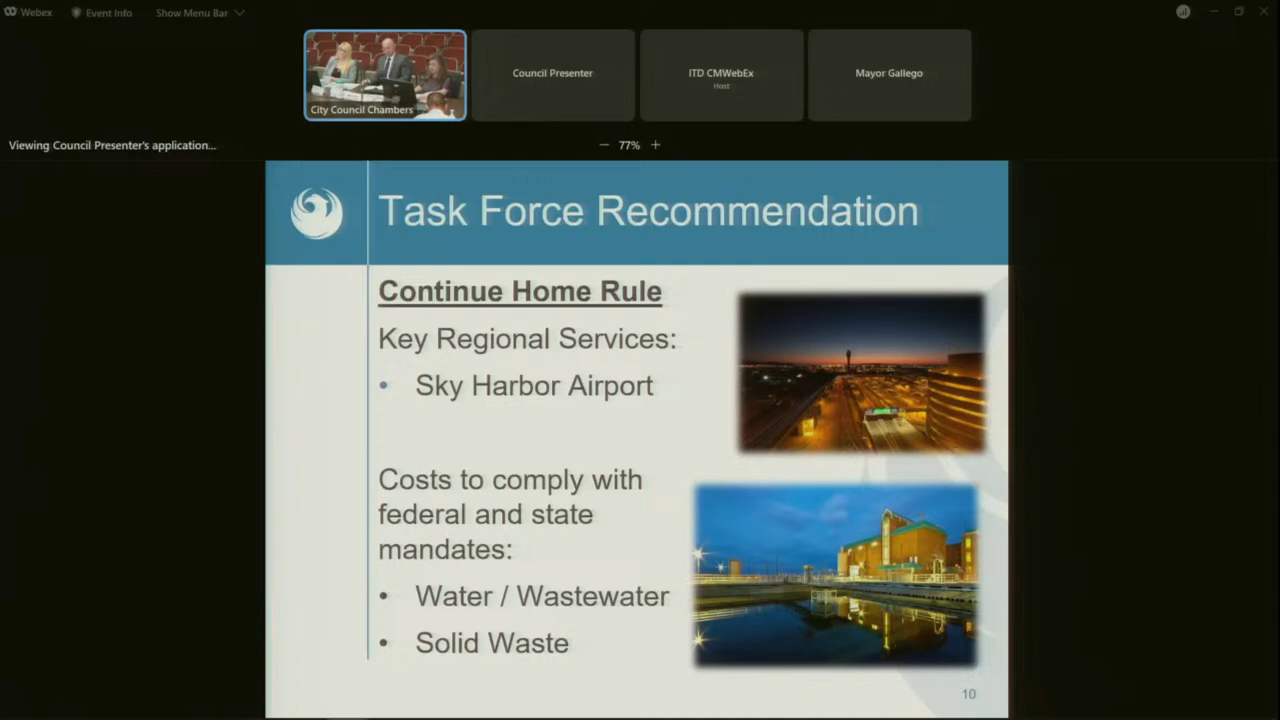 Webex
Event Info
Show Menu Bar
City Council Chambers
Council Presenter
ITD CMWebEx
Host
Mayor Gallego
Viewing Council Presenter's application...
77%
Task Force Recommendation
Continue Home Rule
Key Regional Services:
• Sky Harbor Airport
Costs to comply with
federal and state
mandates:
• Water / Wastewater
• Solid Waste
10